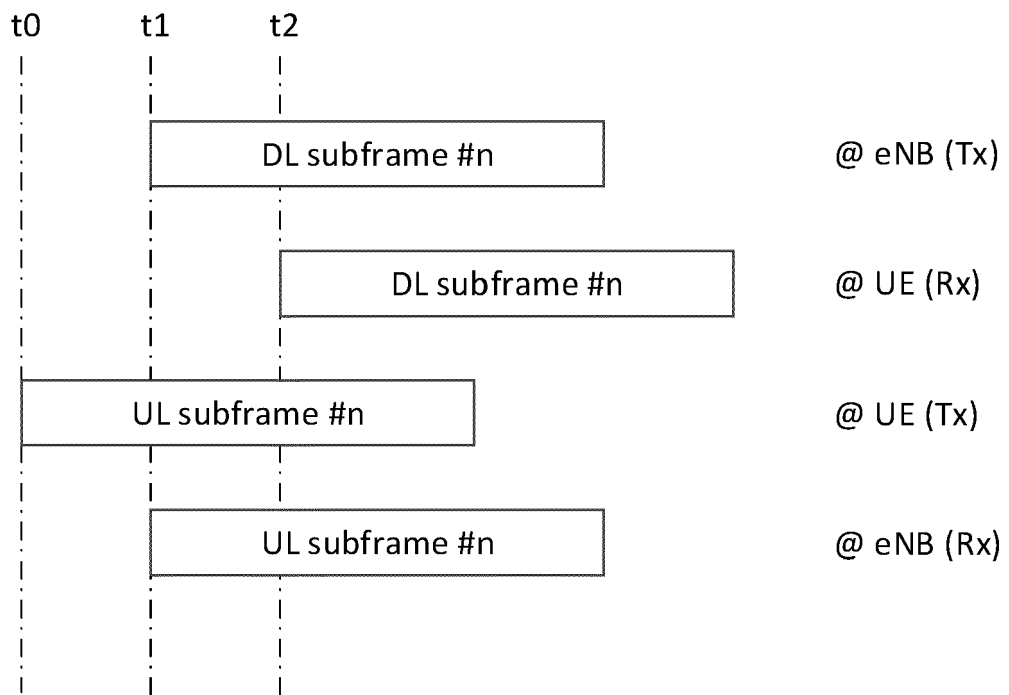 t0 t1 t2
DL subframe #n @ eNB (Tx)
DL subframe #n @ UE (Rx)
UL subframe #n @ UE (Tx)
UL subframe #n @ eNB (Rx)